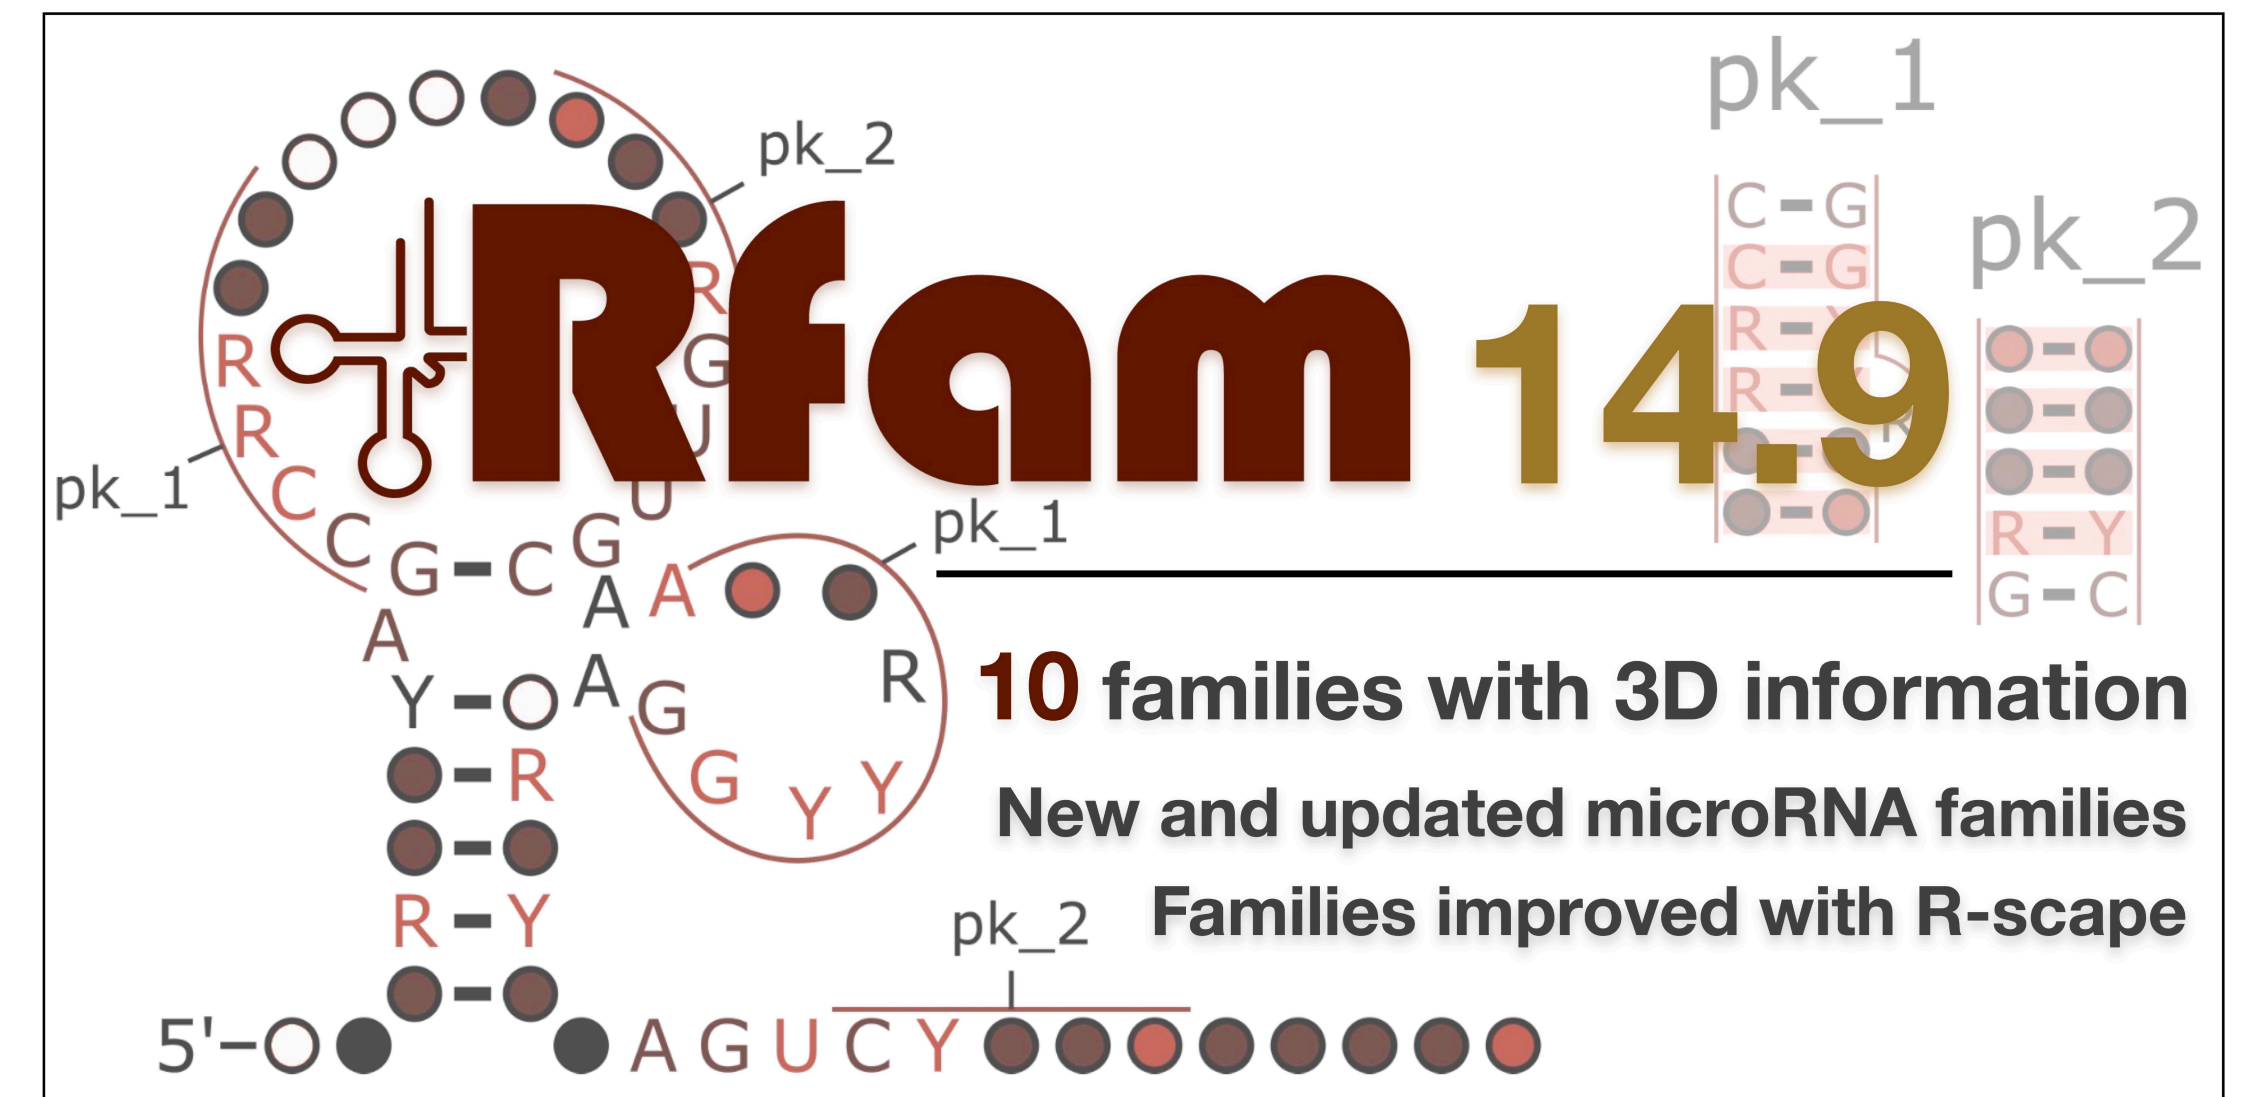 pk_1
pk_2
pk_2
C-G
C-G
R-Y
R-
R
Rfam 14.9
R
G
U
U
R
R
C
C
pk_1
pk_1
R-Y
G-C
G-C
G
A
A
A
A
G
G
Y
Y
R
10 families with 3D information
Y
R
New and updated microRNA families
R-Y
Families improved with R-scape
pk_2
5'-
A G U C Y